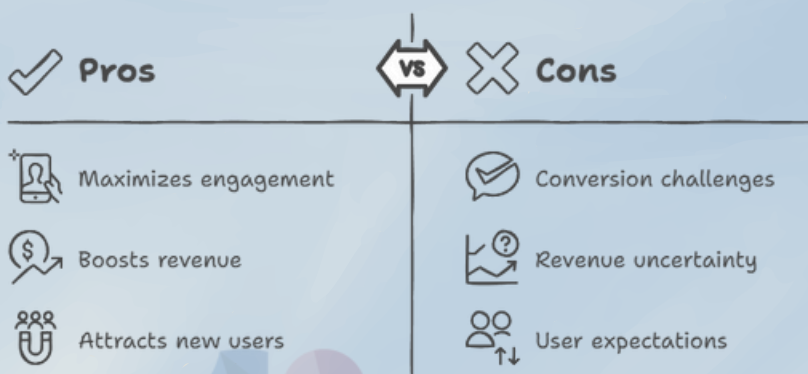 Pros
VS
Cons
Maximizes engagement
Conversion challenges
Boosts revenue
Revenue uncertainty
Attracts new users
User expectations